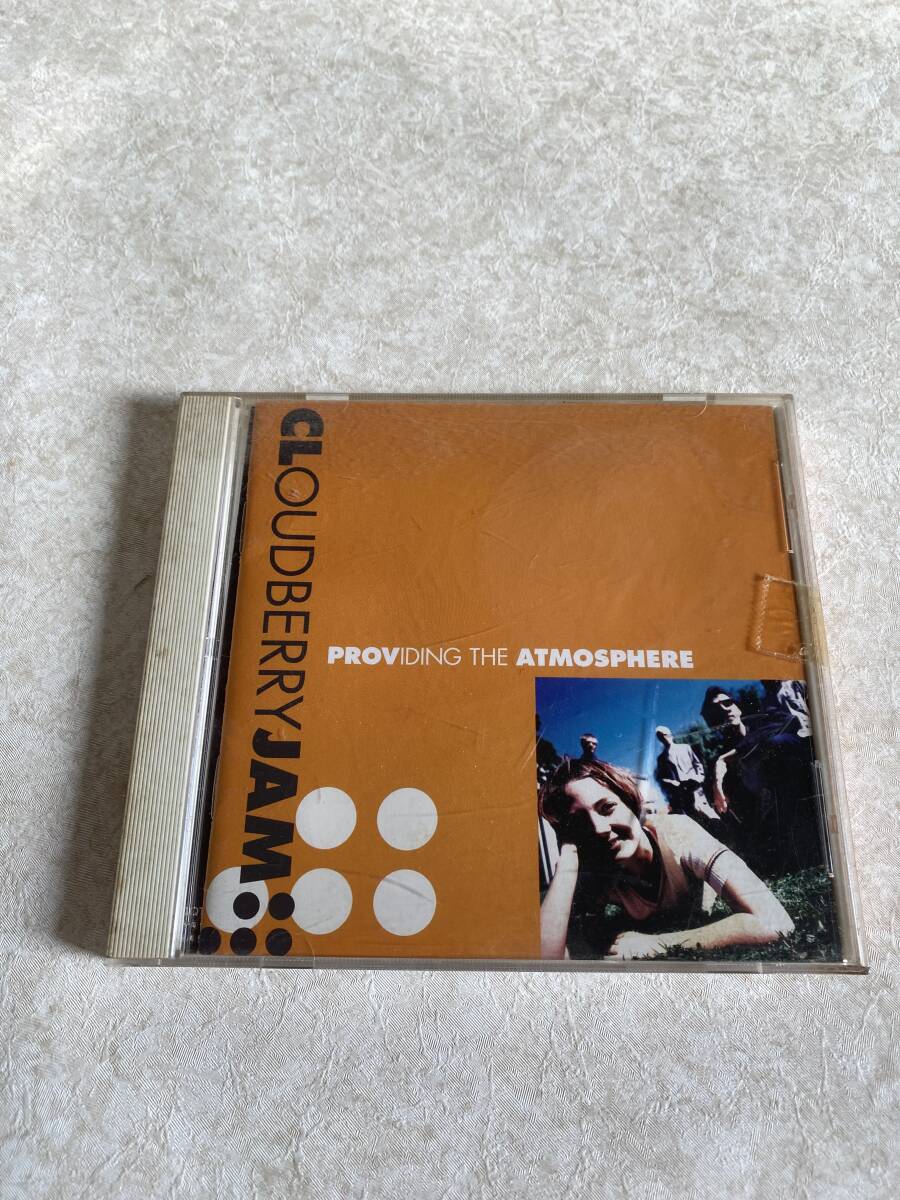 CLOUDBERRYJAM
PROVIDING THE ATMOSPHERE